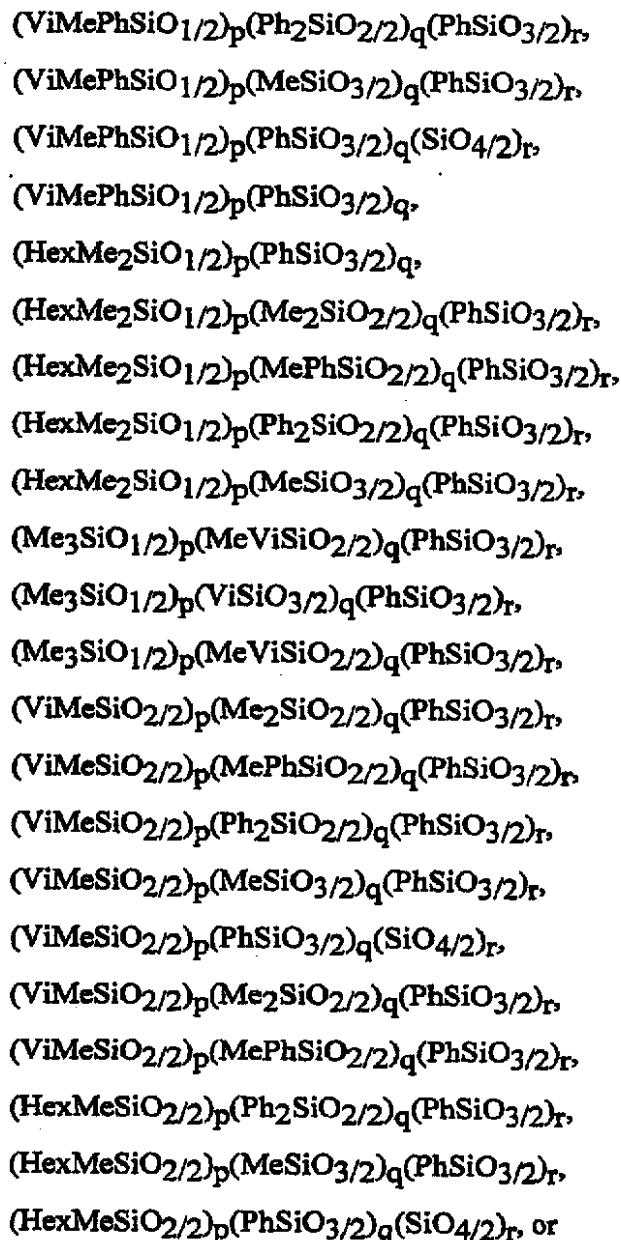 (ViMePhSiO1/2)p(Ph2SiO2/2)q(PhSiO3/2)r,
(ViMePhSiO1/2)p(MeSiO3/2)q(PhSiO3/2)r,
(ViMePhSiO1/2)p(PhSiO3/2)q(SiO4/2)r,
(ViMePhSiO1/2)p(PhSiO3/2)q,
(HexMe2SiO1/2)p(PhSiO3/2)q,
(HexMe2SiO1/2)p(Me2SiO2/2)q(PhSiO3/2)r,
(HexMe2SiO1/2)p(MePhSiO2/2)q(PhSiO3/2)r,
(HexMe2SiO1/2)p(Ph2SiO2/2)q(PhSiO3/2)r,
(HexMe2SiO1/2)p(MeSiO3/2)q(PhSiO3/2)r,
(Me3SiO1/2)p(MeViSiO2/2)q(PhSiO3/2)r,
(Me3SiO1/2)p(ViSiO3/2)q(PhSiO3/2)r,
(Me3SiO1/2)p(MeViSiO2/2)q(PhSiO3/2)r,
(ViMeSiO2/2)p(Me2SiO2/2)q(PhSiO3/2)r,
(ViMeSiO2/2)p(MePhSiO2/2)q(PhSiO3/2)r,
(ViMeSiO2/2)p(Ph2SiO2/2)q(PhSiO3/2)r,
(ViMeSiO2/2)p(MeSiO3/2)q(PhSiO3/2)r,
(ViMeSiO2/2)p(PhSiO3/2)q(SiO4/2)r,
(ViMeSiO2/2)p(Me2SiO2/2)q(PhSiO3/2)r,
(ViMeSiO2/2)p(MePhSiO2/2)q(PhSiO3/2)r,
(HexMeSiO2/2)p(Ph2SiO2/2)q(PhSiO3/2)r,
(HexMeSiO2/2)p(MeSiO3/2)q(PhSiO3/2)r,
(HexMeSiO2/2)p(PhSiO3/2)q(SiO4/2)r, or